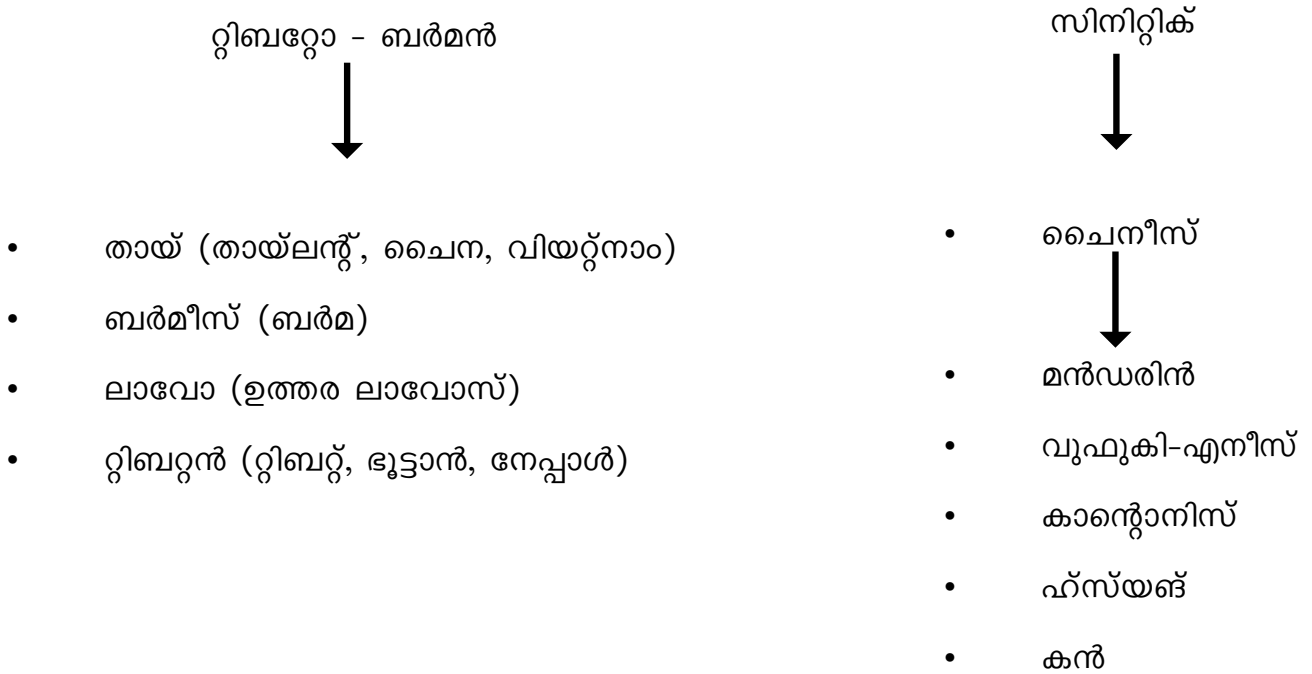 റ്റിബറ്റോ - ബർമൻ
• തായ് (തായ്ലന്റ്, ചൈന, വിയറ്റ്നാം)
• ബർമീസ് (ബർമ)
• ലാവോ (ഉത്തര ലാവോസ്)
• റ്റിബറ്റൻ (റ്റിബറ്റ്, ഭൂട്ടാൻ, നേപ്പാൾ)
സിനിറ്റിക്
• ചൈനീസ്
• മൻഡരിൻ
• വുഫുകി-എനീസ്
• കാന്റൊനിസ്
• ഹ്സ്യങ്
• കൻ